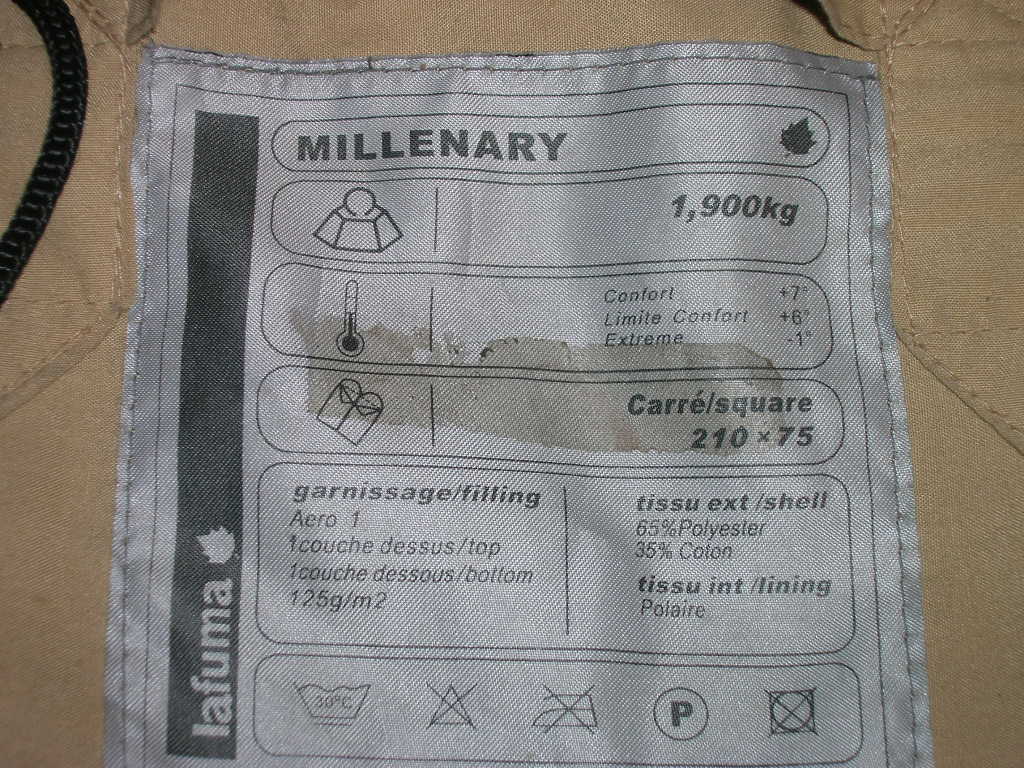 MILLENARY
1,900kg
Confort +7°
Limite Confort +6°
Extreme -1°
Carré/square
210 × 75
garnissage/filling
Aero 1
1couche dessus/top
1couche dessous/bottom
125g/m2
tissu ext /shell
65%Polyester
35% Coton
tissu int /lining
Polaire
30°C
P
lafuma